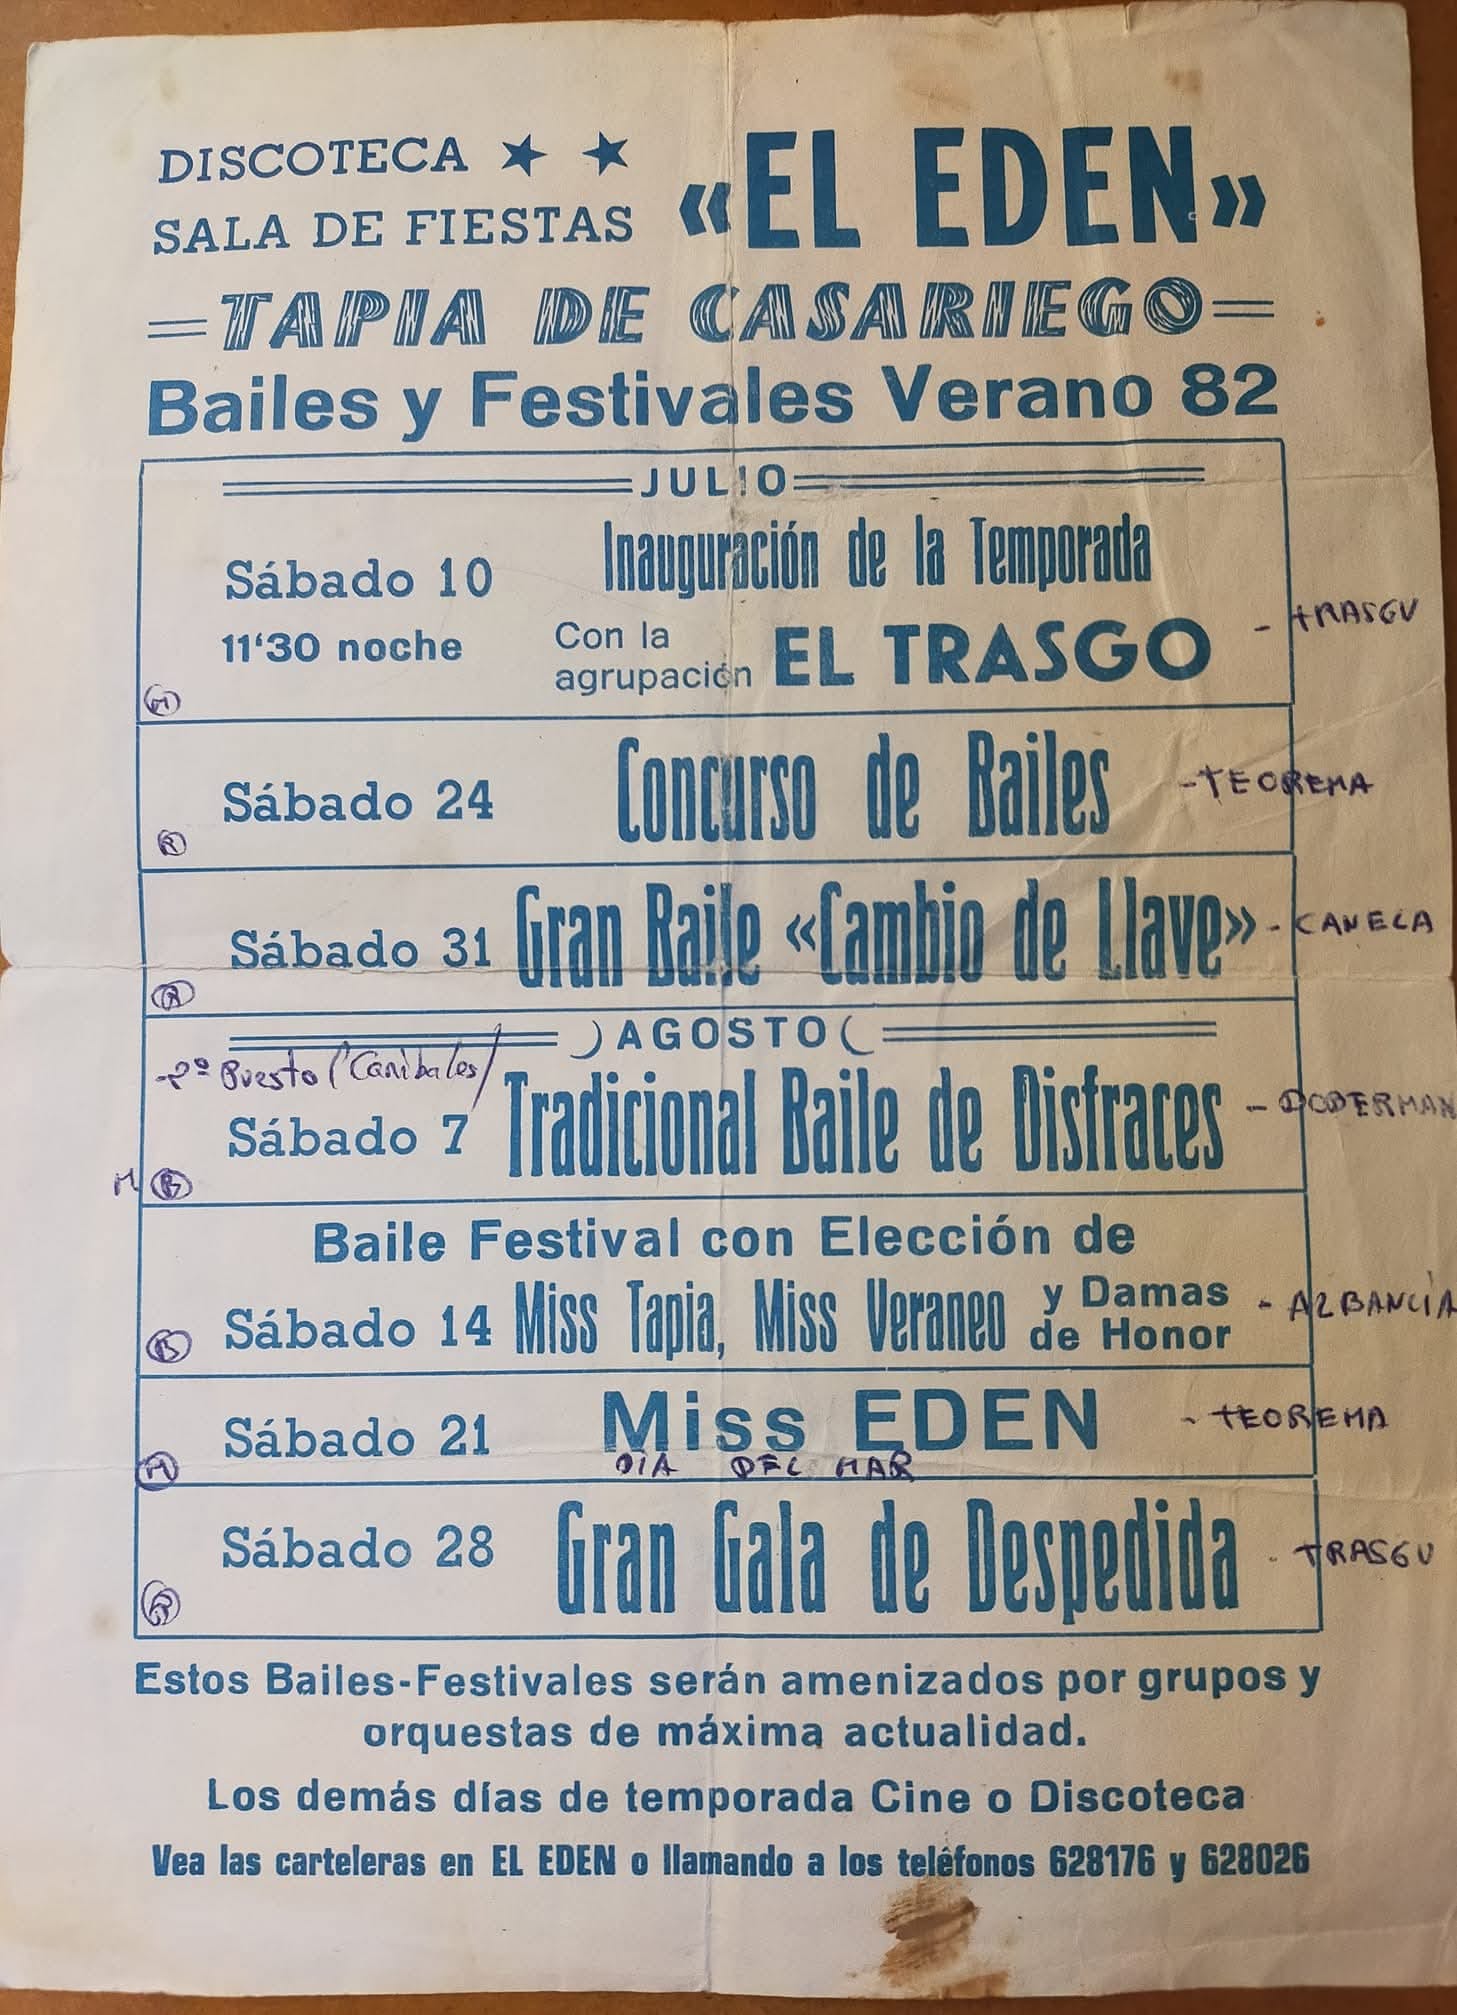 DISCOTECA ★ ★
SALA DE FIESTAS
«EL EDEN»
TAPIA DE CASARIEGO
Bailes y Festivales Verano 82
JULIO
Sábado 10 Inauguración de la Temporada
11'30 noche Con la agrupación EL TRASGO - TRASGU
Sábado 24 Concurso de Bailes - TEOREMA
Sábado 31 Gran Baile «Cambio de Llave» - CANELA
)AGOSTO(
-2º Puesto (Canibales)
Sábado 7 Tradicional Baile de Disfraces - DOBERMAN
M
Baile Festival con Elección de
Sábado 14 Miss Tapia, Miss Veraneo y Damas de Honor - ALBANCIA
Sábado 21 Miss EDEN - TEOREMA
DIA DEL MAR
Sábado 28 Gran Gala de Despedida - TRASGU
Estos Bailes-Festivales serán amenizados por grupos y
orquestas de máxima actualidad.
Los demás días de temporada Cine o Discoteca
Vea las carteleras en EL EDEN o llamando a los teléfonos 628176 y 628026